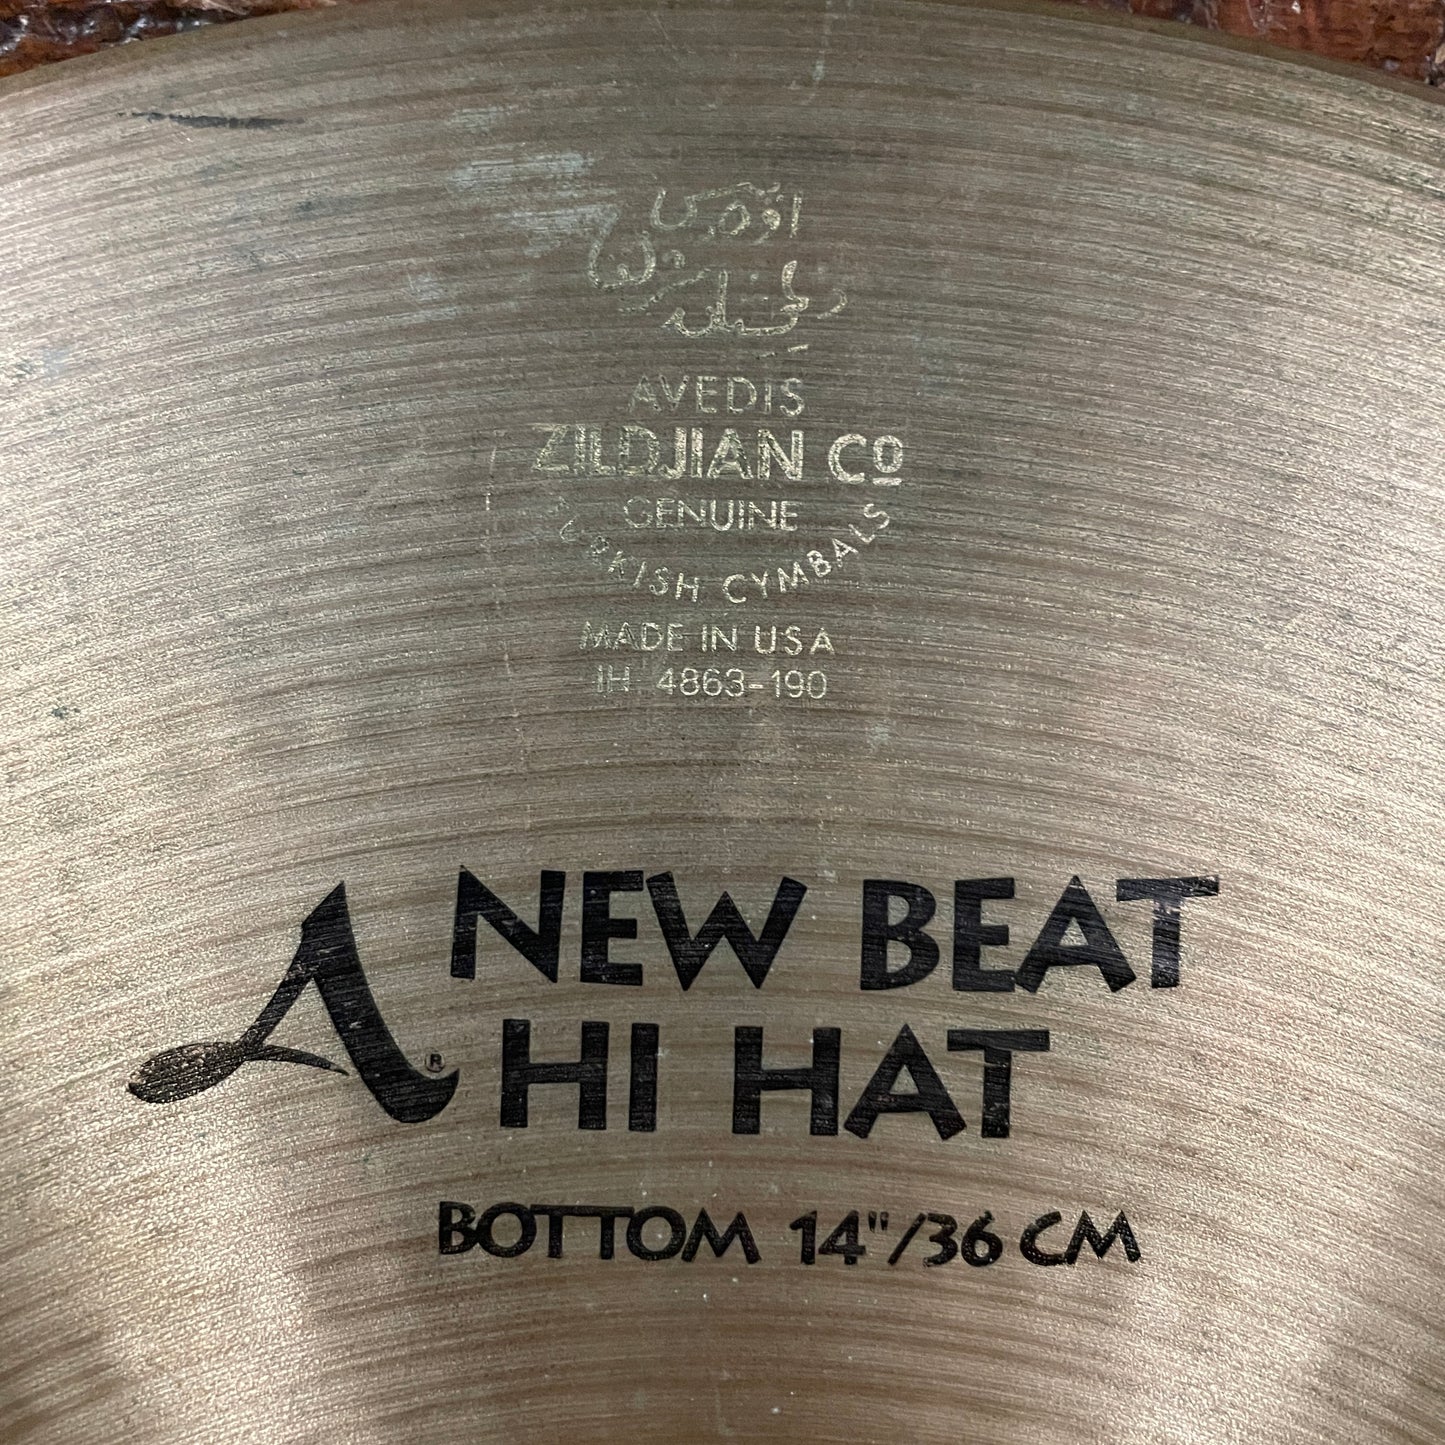 AVEDIS
ZILDJIAN Co
GENUINE
TURKISH CYMBALS
MADE IN USA
IH 4863-190
A® NEW BEAT
HI HAT
BOTTOM 14"/36 CM